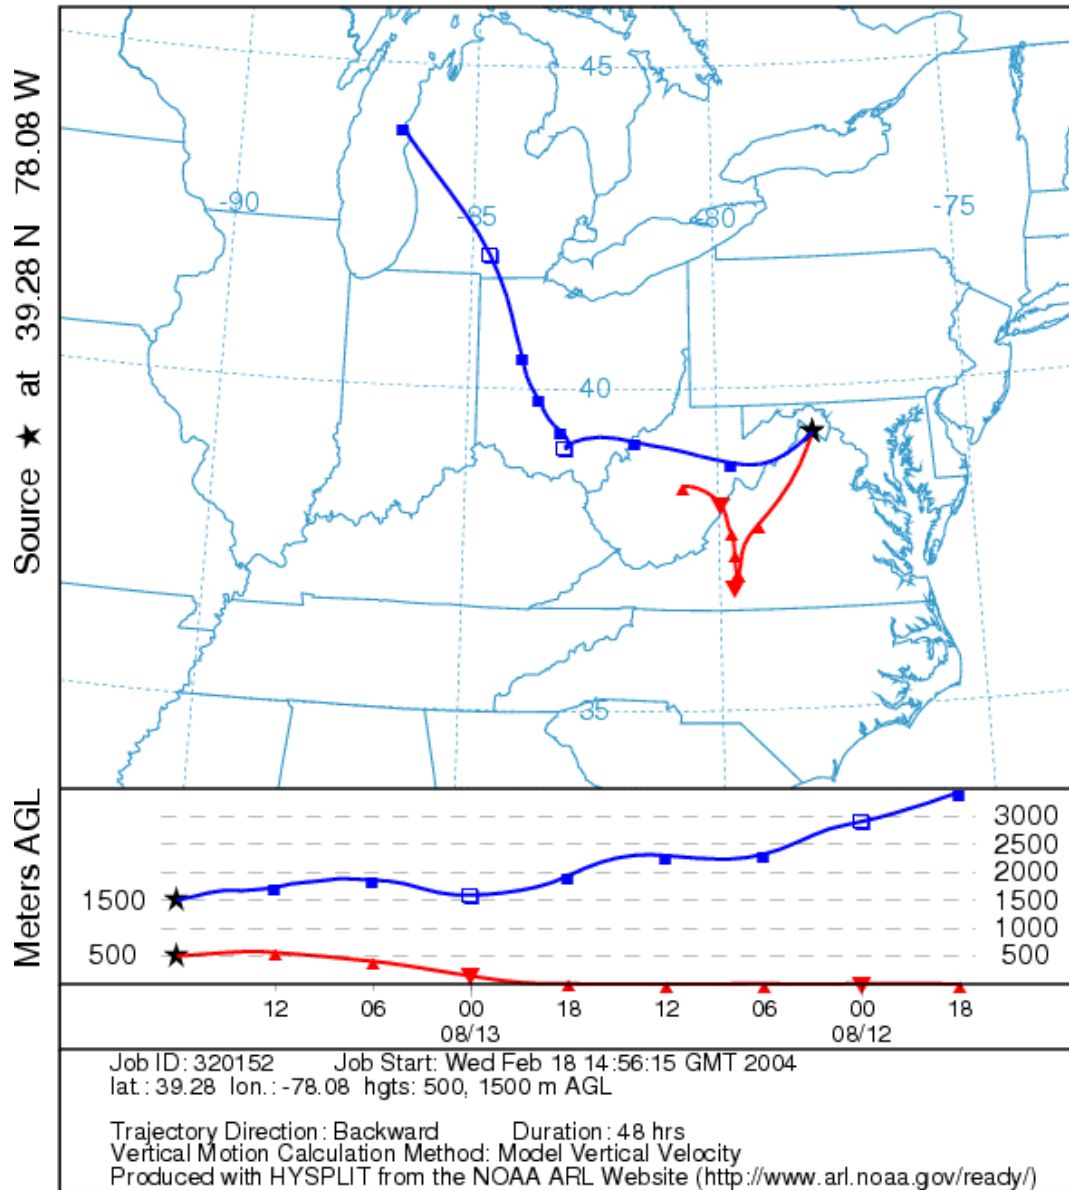 Source ★ at 39.28 N 78.08 W
45
-90
-85
-80
-75
40
35
Meters AGL
3000
2500
2000
1500
1500
1000
500
500
12 06 00 18 12 06 00 18
08/13 08/12
Job ID: 320152 Job Start: Wed Feb 18 14:56:15 GMT 2004
lat.: 39.28 lon.: -78.08 hgts: 500, 1500 m AGL
Trajectory Direction: Backward Duration: 48 hrs
Vertical Motion Calculation Method: Model Vertical Velocity
Produced with HYSPLIT from the NOAA ARL Website (http://www.arl.noaa.gov/ready/)